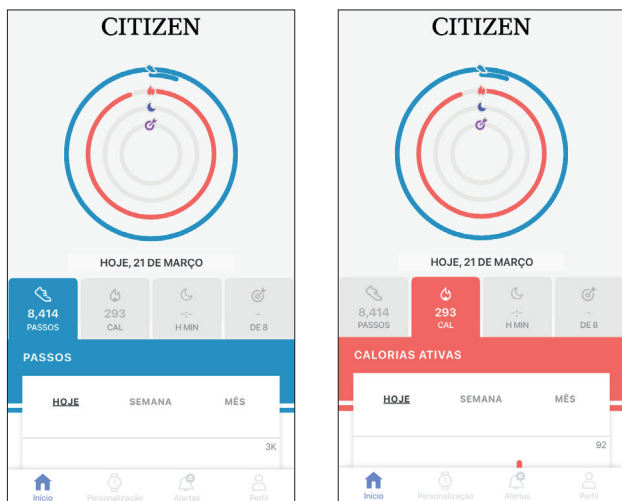 CITIZEN
HOJE, 21 DE MARÇO
8,414 293 -:- -
PASSOS CAL H MIN DE 8
PASSOS
HOJE SEMANA MÊS
3K
Início Personalização Alertas Perfil
CITIZEN
HOJE, 21 DE MARÇO
8,414 293 -:- -
PASSOS CAL H MIN DE 8
CALORIAS ATIVAS
HOJE SEMANA MÊS
92
Início Personalização Alertas Perfil